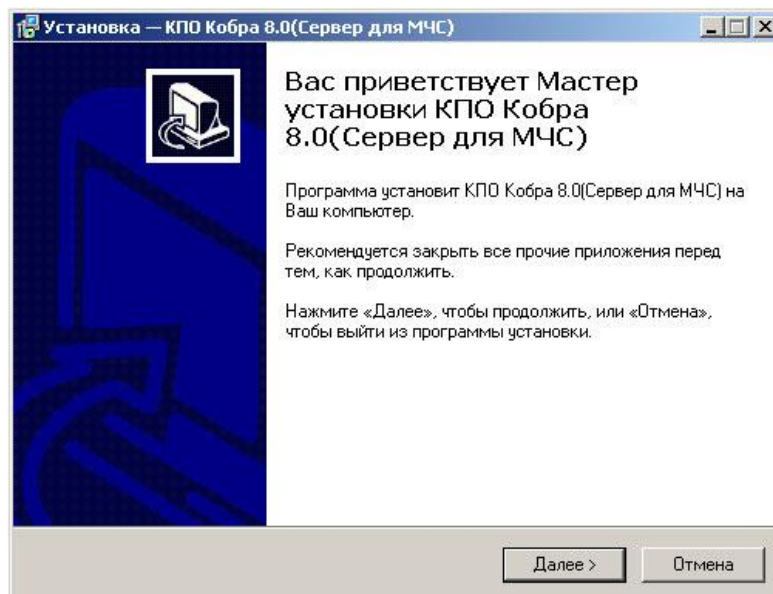 Установка — КПО Кобра 8.0(Сервер для МЧС)
Вас приветствует Мастер
установки КПО Кобра
8.0(Сервер для МЧС)
Программа установит КПО Кобра 8.0(Сервер для МЧС) на
Ваш компьютер.
Рекомендуется закрыть все прочие приложения перед
тем, как продолжить.
Нажмите «Далее», чтобы продолжить, или «Отмена»,
чтобы выйти из программы установки.
Далее >
Отмена